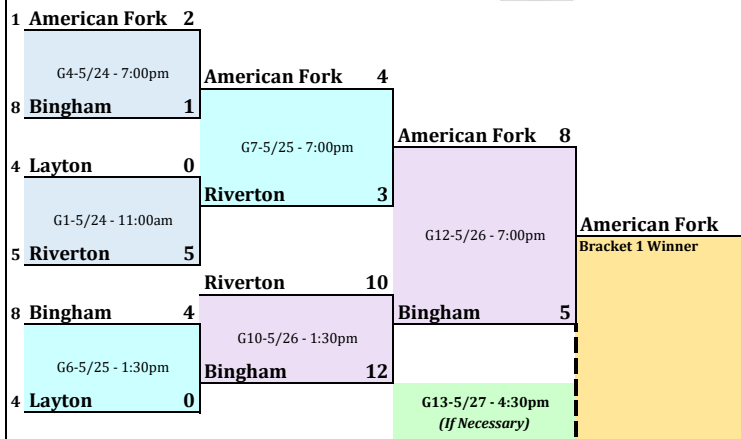 1 American Fork 2
G4-5/24 - 7:00pm
8 Bingham 1
American Fork 4
G7-5/25 - 7:00pm
Riverton 3
4 Layton 0
G1-5/24 - 11:00am
5 Riverton 5
American Fork 8
G12-5/26 - 7:00pm
Bingham 5
American Fork
Bracket 1 Winner
Riverton 10
G10-5/26 - 1:30pm
Bingham 12
8 Bingham 4
G6-5/25 - 1:30pm
4 Layton 0
G13-5/27 - 4:30pm
(If Necessary)